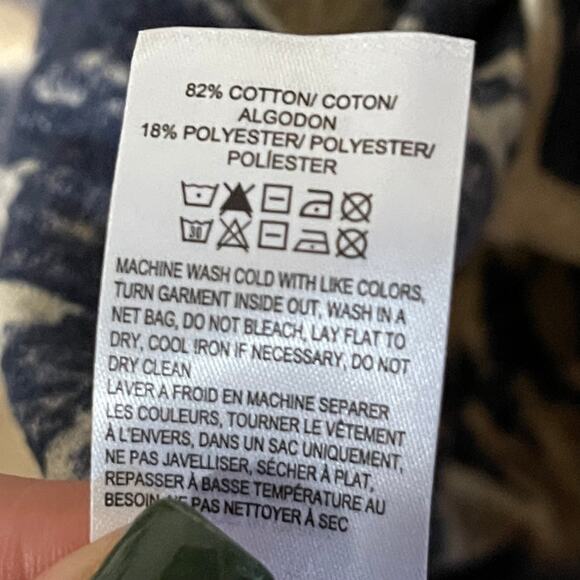 82% COTTON/ COTON/
ALGODON
18% POLYESTER/ POLYESTER/
POLÍESTER
30
MACHINE WASH COLD WITH LIKE COLORS,
TURN GARMENT INSIDE OUT, WASH IN A
NET BAG, DO NOT BLEACH, LAY FLAT TO
DRY, COOL IRON IF NECESSARY, DO NOT
DRY CLEAN
LAVER A FROID EN MACHINE SEPARER
LES COULEURS, TOURNER LE VÊTEMENT
À L'ENVERS, DANS UN SAC UNIQUEMENT,
NE PAS JAVELLISER, SÉCHER À PLAT,
REPASSER À BASSE TEMPÉRATURE AU
BESOIN NE PAS NETTOYER À SEC